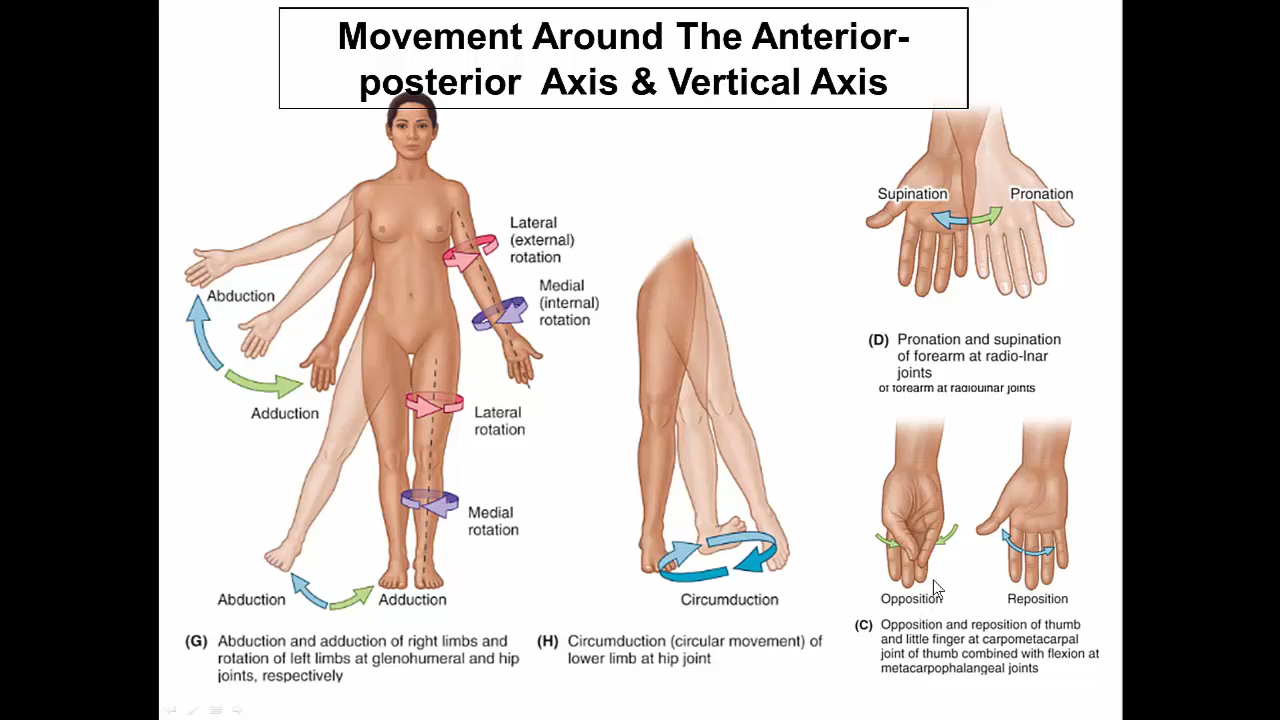 Movement Around The Anterior-
posterior Axis & Vertical Axis
Lateral
(external)
rotation
Medial
(internal)
rotation
Abduction
Adduction
Lateral
rotation
Medial
rotation
Abduction
Adduction
(G) Abduction and adduction of right limbs and
rotation of left limbs at glenohumeral and hip
joints, respectively
Circumduction
(H) Circumduction (circular movement) of
lower limb at hip joint
Supination
Pronation
(D) Pronation and supination
of forearm at radio-lnar
joints
of forearm at radioulnar joints
Opposition
Reposition
(C) Opposition and reposition of thumb
and little finger at carpometacarpal
joint of thumb combined with flexion at
metacarpophalangeal joints